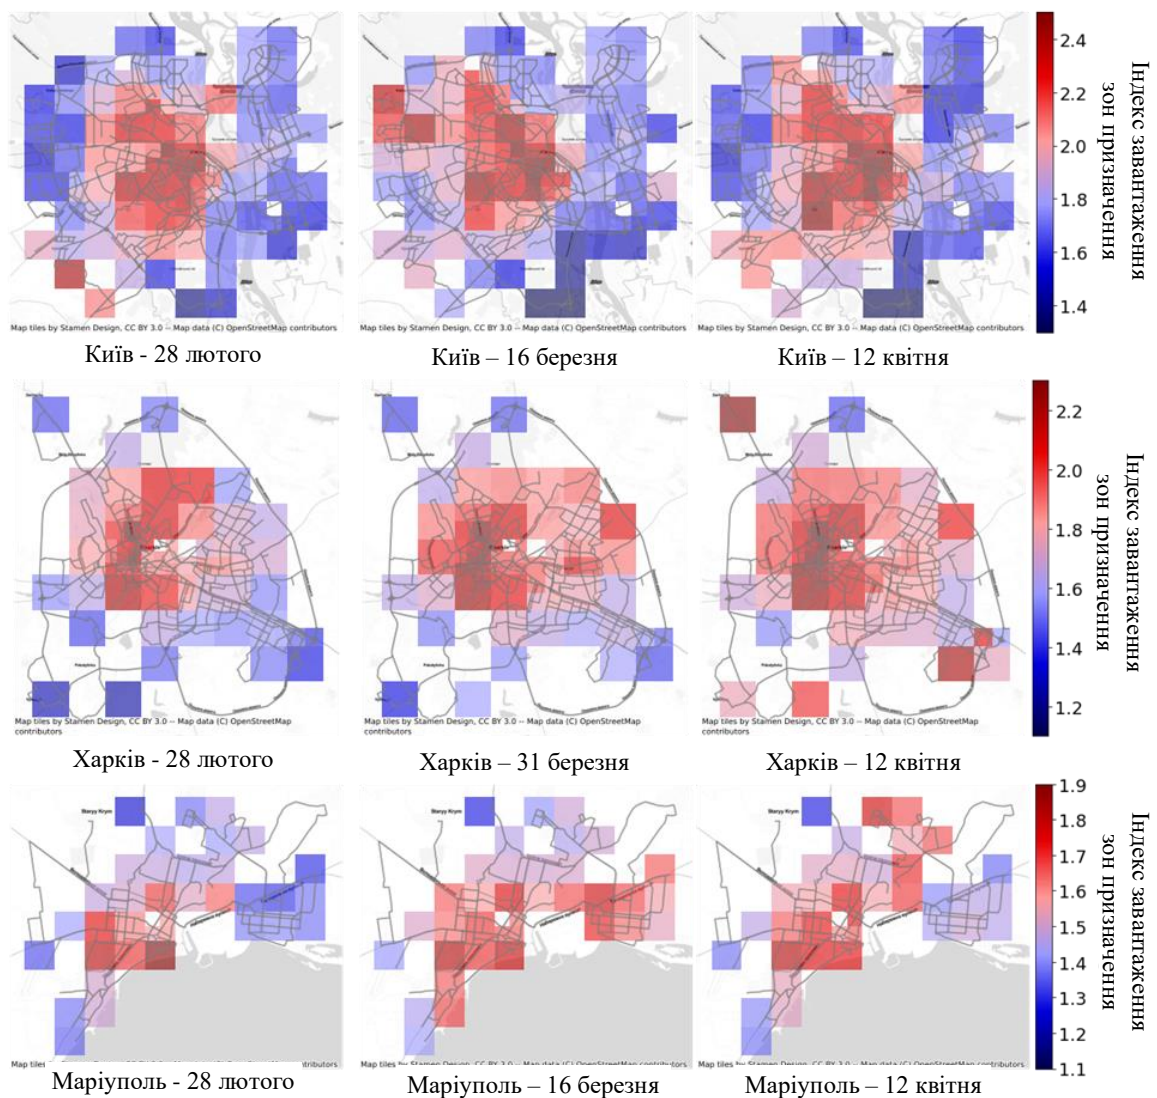 2.4
2.2
2.0
1.8
1.6
1.4
Індекс завантаження
зон призначення
Map tiles by Stamen Design, CC BY 3.0 -- Map data (C) OpenStreetMap contributors
Map tiles by Stamen Design, CC BY 3.0 -- Map data (C) OpenStreetMap contributors
Map tiles by Stamen Design, CC BY 3.0 -- Map data (C) OpenStreetMap contributors
Київ - 28 лютого
Київ – 16 березня
Київ – 12 квітня
2.2
2.0
1.8
1.6
1.4
1.2
Індекс завантаження
зон призначення
Map tiles by Stamen Design, CC BY 3.0 -- Map data (C) OpenStreetMap
contributors
Map tiles by Stamen Design, CC BY 3.0 -- Map data (C) OpenStreetMap
contributors
Map tiles by Stamen Design, CC BY 3.0 -- Map data (C) OpenStreetMap
contributors
Харків - 28 лютого
Харків – 31 березня
Харків – 12 квітня
Staryy Krym
Staryy Krym
Staryy Krym
1.9
1.8
1.7
1.6
1.5
1.4
1.3
1.2
1.1
Індекс завантаження
зон призначення
Маріуполь - 28 лютого
Маріуполь – 16 березня
Маріуполь – 12 квітня